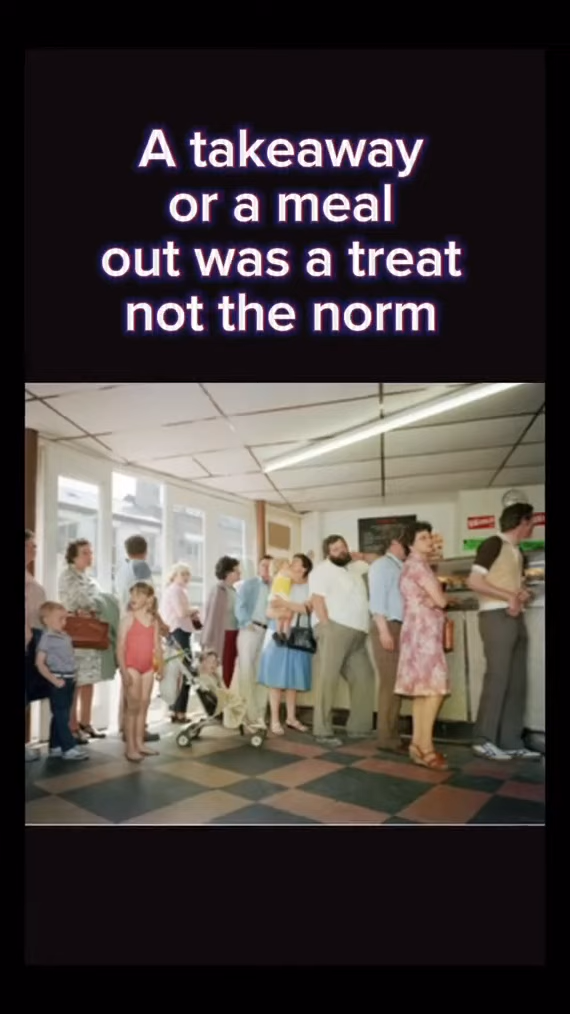 A takeaway
or a meal
out was a treat
not the norm